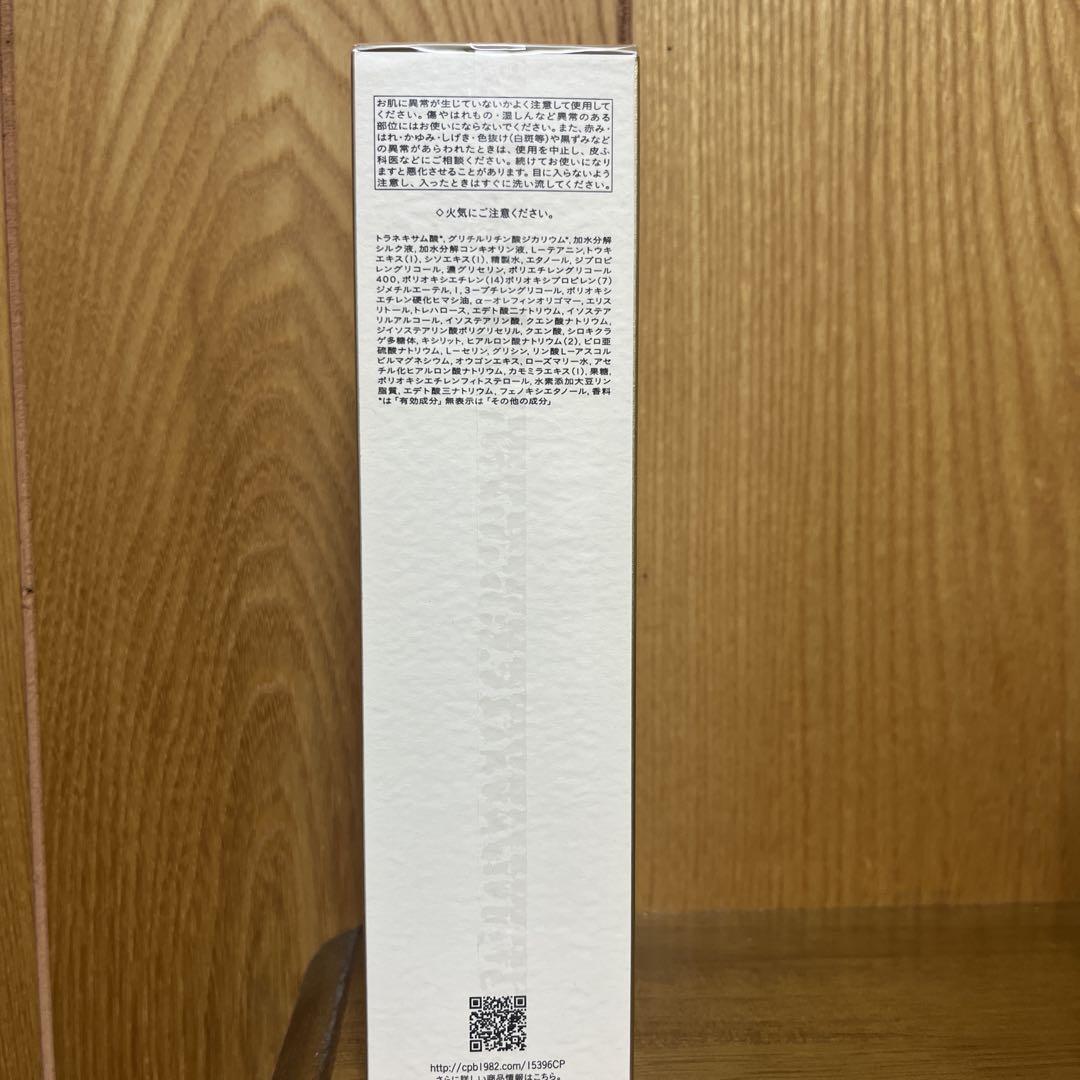 お肌に異常が生じていないかよく注意して使用して
ください。傷やはれもの・湿しんなど異常のある
部位にはお使いにならないでください。また、赤み・
はれ・かゆみ・しげき・色抜け(白斑等)や黒ずみなど
の異常があらわれたときは、使用を中止し、皮ふ
科医などにご相談ください。続けてお使いになり
ますと悪化させることがあります。目に入らないよう
注意し、入ったときはすぐに洗い流してください。
◇火気にご注意ください。
トラネキサム酸*, グリチルリチン酸ジカリウム*, 加水分解
シルク液, 加水分解コンキオリン液, L-テアニン, トウキ
エキス(1), シソエキス(1), 精製水, エタノール, ジプロピ
レングリコール, 濃グリセリン, ポリエチレングリコール
400, ポリオキシエチレン(14)ポリオキシプロピレン(7)
ジメチルエーテル, 1,3-ブチレングリコール, ポリオキシ
エチレン硬化ヒマシ油, α-オレフィンオリゴマー, エリス
リトール, トレハロース, エデト酸二ナトリウム, イソステア
リルアルコール, イソステアリン酸, クエン酸ナトリウム,
ジイソステアリン酸ポリグリセリル, クエン酸, シロキクラ
ゲ多糖体, キシリット, ヒアルロン酸ナトリウム(2), ピロ亜
硫酸ナトリウム, L-セリン, グリシン, リン酸L-アスコル
ビルマグネシウム, オウゴンエキス, ローズマリー水, アセ
チル化ヒアルロン酸ナトリウム, カモミラエキス(1), 果糖,
ポリオキシエチレンフィトステロール, 水素添加大豆リン
脂質, エデト酸三ナトリウム, フェノキシエタノール, 香料
*は「有効成分」無表示は「その他の成分」
http://cpb1982.com/15396CP
さらに詳しい商品情報はこちら。